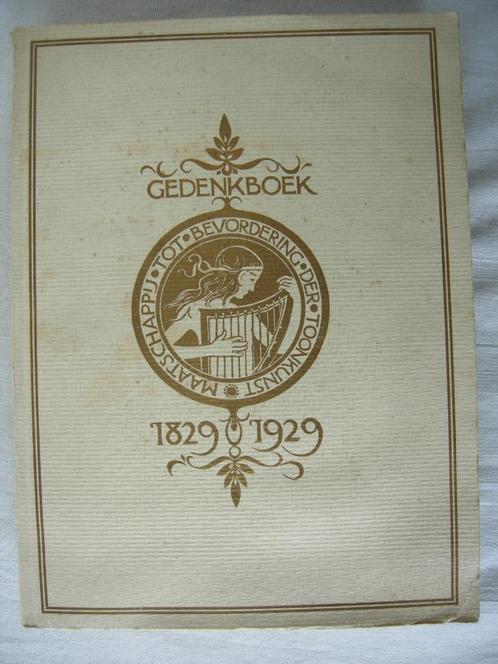 GEDENKBOEK
MAATSCHAPPIJ•TOT•BEVORDERING•DER•TOONKUNST
1829 1929